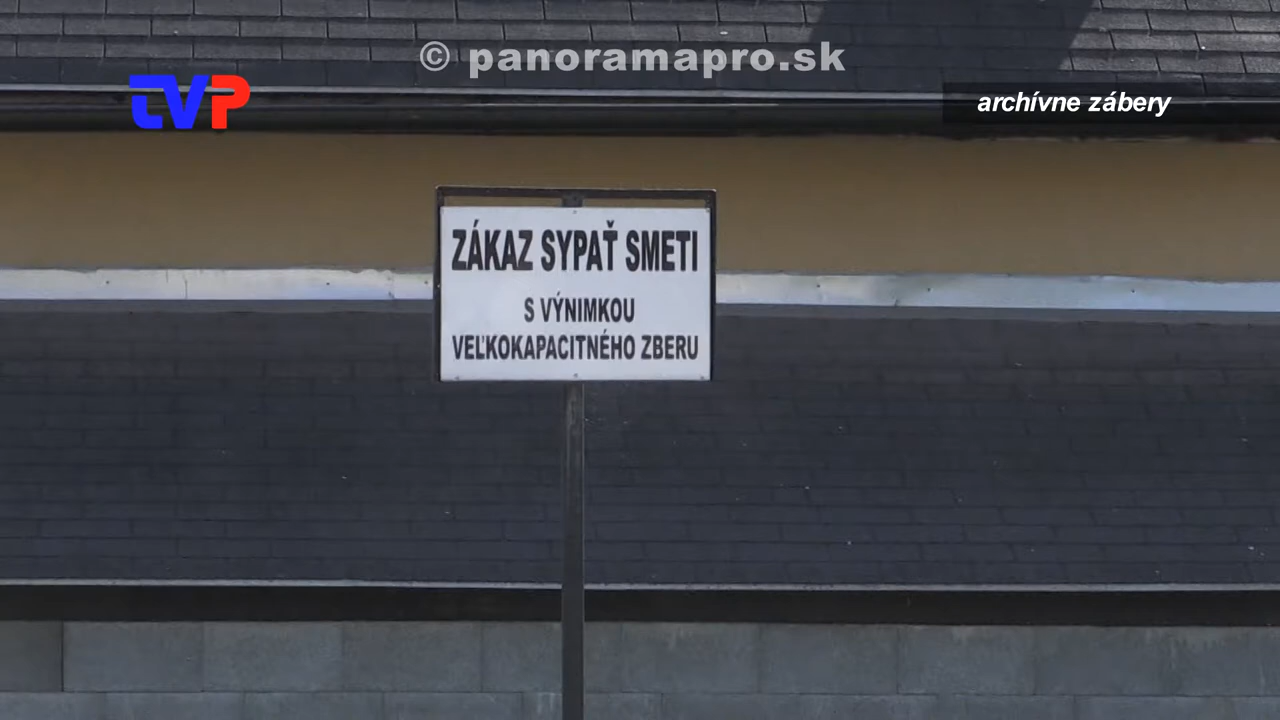 © panoramapro.sk
TVP
archívne zábery
ZÁKAZ SYPAŤ SMETI
S VÝNIMKOU
VEĽKOKAPACITNÉHO ZBERU